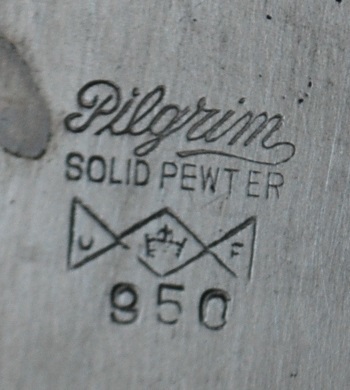 Pilgrim
SOLID PEWTER
U F
950